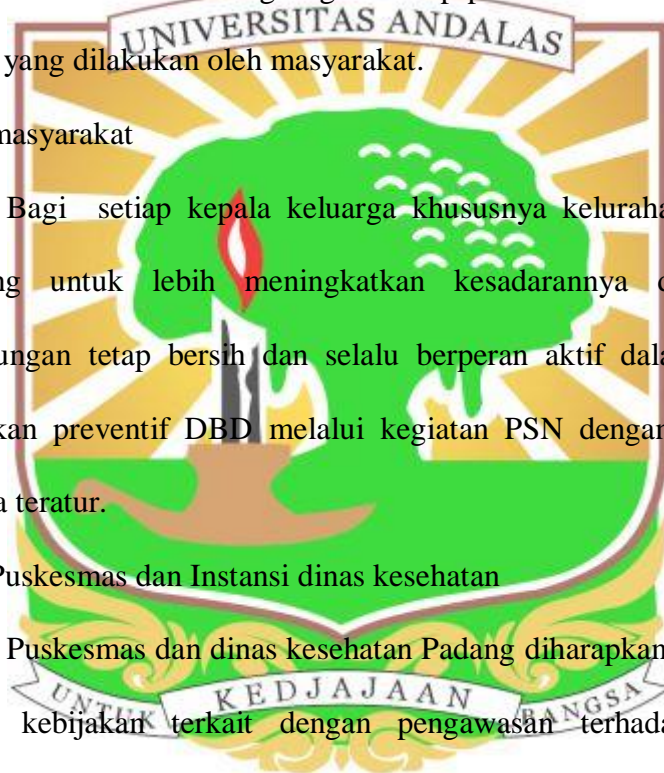 UNIVERSITAS ANDALAS
yang dilakukan oleh masyarakat.
masyarakat
Bagi setiap kepala keluarga khususnya keluraha
ng untuk lebih meningkatkan kesadarannya d
ungan tetap bersih dan selalu berperan aktif dala
kan preventif DBD melalui kegiatan PSN dengan
a teratur.
Puskesmas dan Instansi dinas kesehatan
Puskesmas dan dinas kesehatan Padang diharapkan
UNTUK KEDJAJAAN BANGSA
kebijakan terkait dengan pengawasan terhada